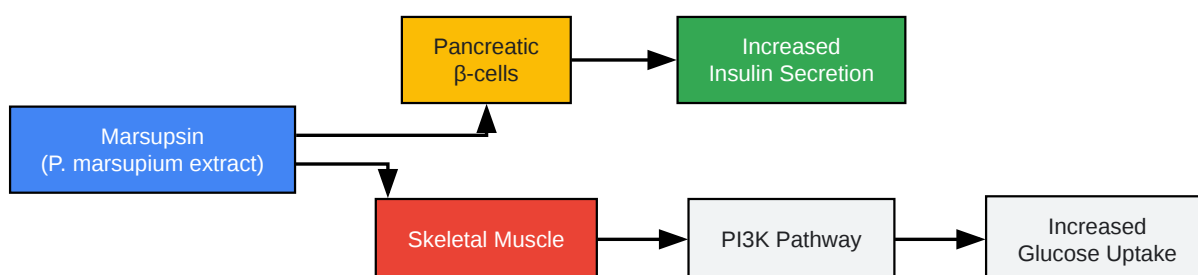 Pancreatic
β-cells
Increased
Insulin Secretion
Marsupsin
(P. marsupium extract)
Skeletal Muscle
PI3K Pathway
Increased
Glucose Uptake